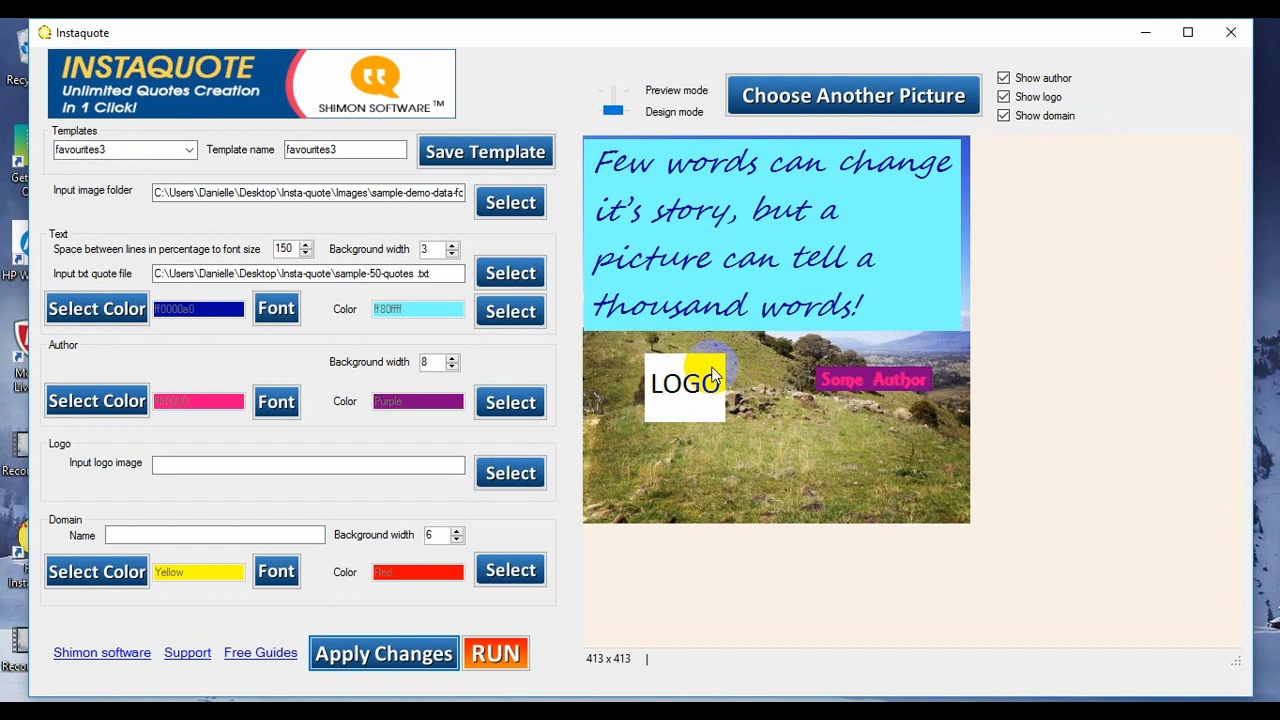 Instaquote
INSTAQUOTE
Unlimited Quotes Creation
in 1 Click!
SHIMON SOFTWARE™
Templates
favourites3
Template name
favourites3
Save Template
Input image folder
C:\Users\Danielle\Desktop\Insta-quote\Images\sample-demo-data-fo
Select
Text
Space between lines in percentage to font size
150
Background width
3
Input txt quote file
C:\Users\Danielle\Desktop\Insta-quote\sample-50-quotes .txt
Select
Select Color
ff0000a0
Font
Color
ff80ffff
Select
Author
Background width
8
Select Color
Font
Color
Purple
Select
Logo
Input logo image
Select
Domain
Name
Background width
6
Select Color
Yellow
Font
Color
Red
Select
Shimon software
Support
Free Guides
Apply Changes
RUN
Preview mode
Design mode
Choose Another Picture
Show author
Show logo
Show domain
Few words can change
it's story, but a
picture can tell a
thousand words!
LOGO
Some Author
413 x 413